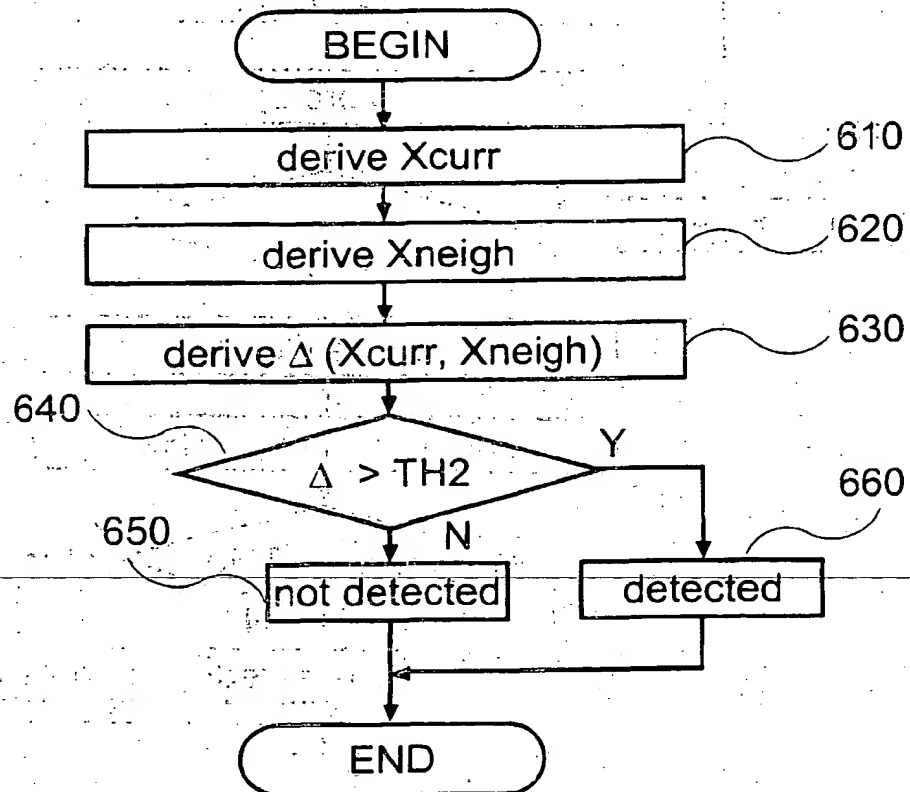 BEGIN
derive Xcurr
610
derive Xneigh
620
derive Δ (Xcurr, Xneigh)
630
640
Δ > TH2
Y
N
650
660
not detected
detected
END